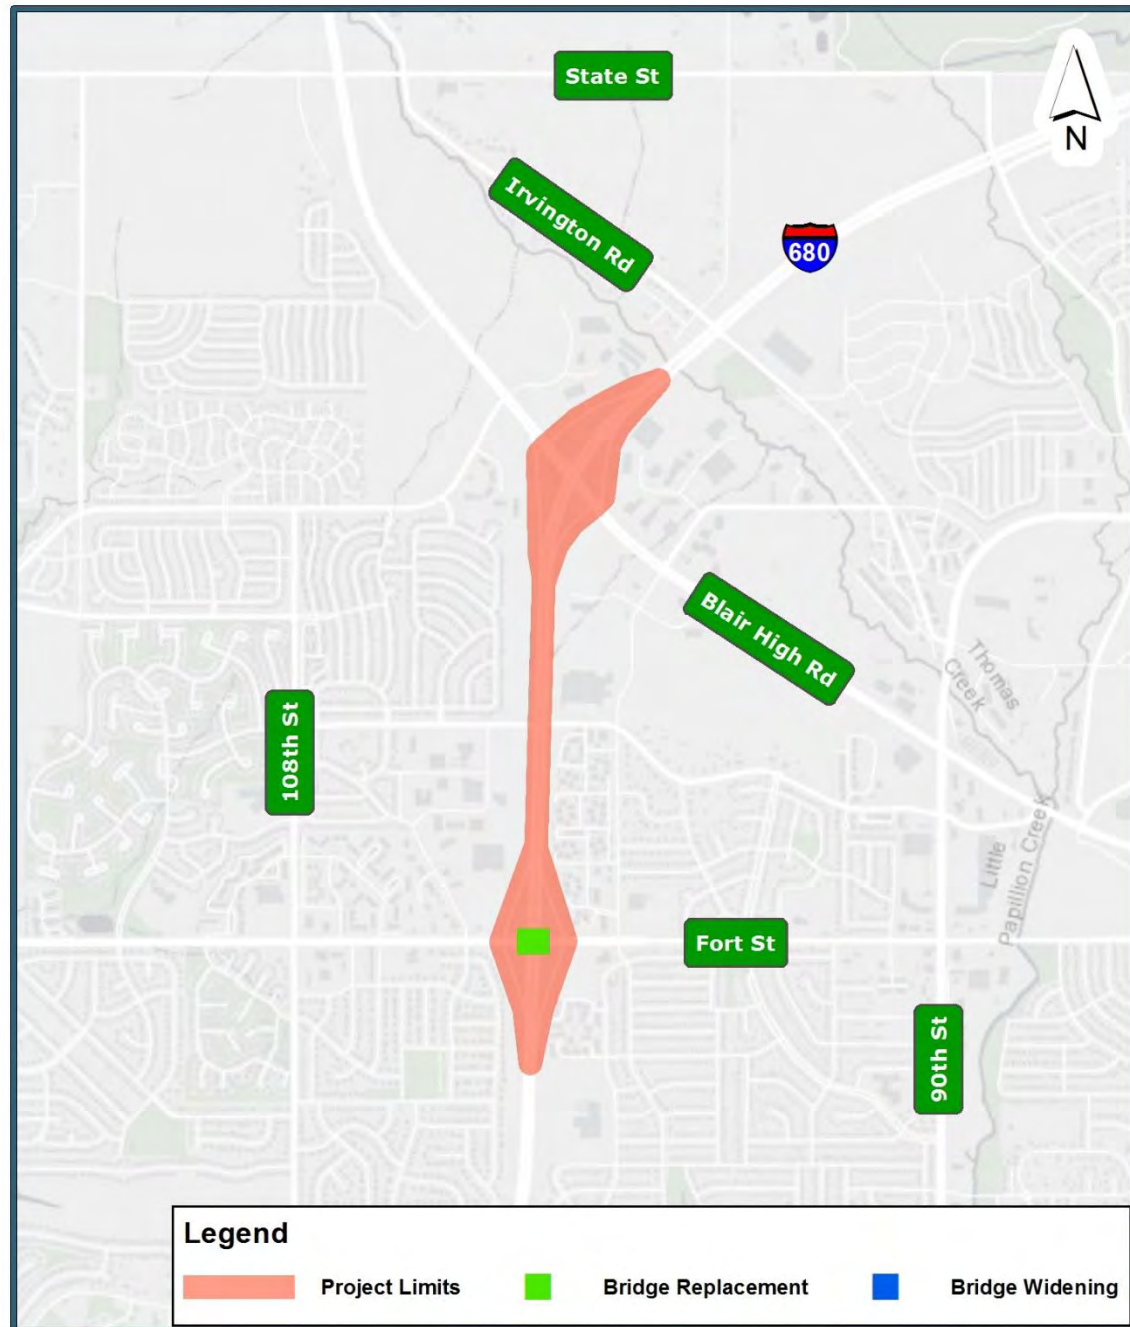 State St
N
Irvington Rd
680
Blair High Rd
Thomas
Creek
108th St
Little
Papillion Creek
Fort St
90th St
Legend
Project Limits
Bridge Replacement
Bridge Widening